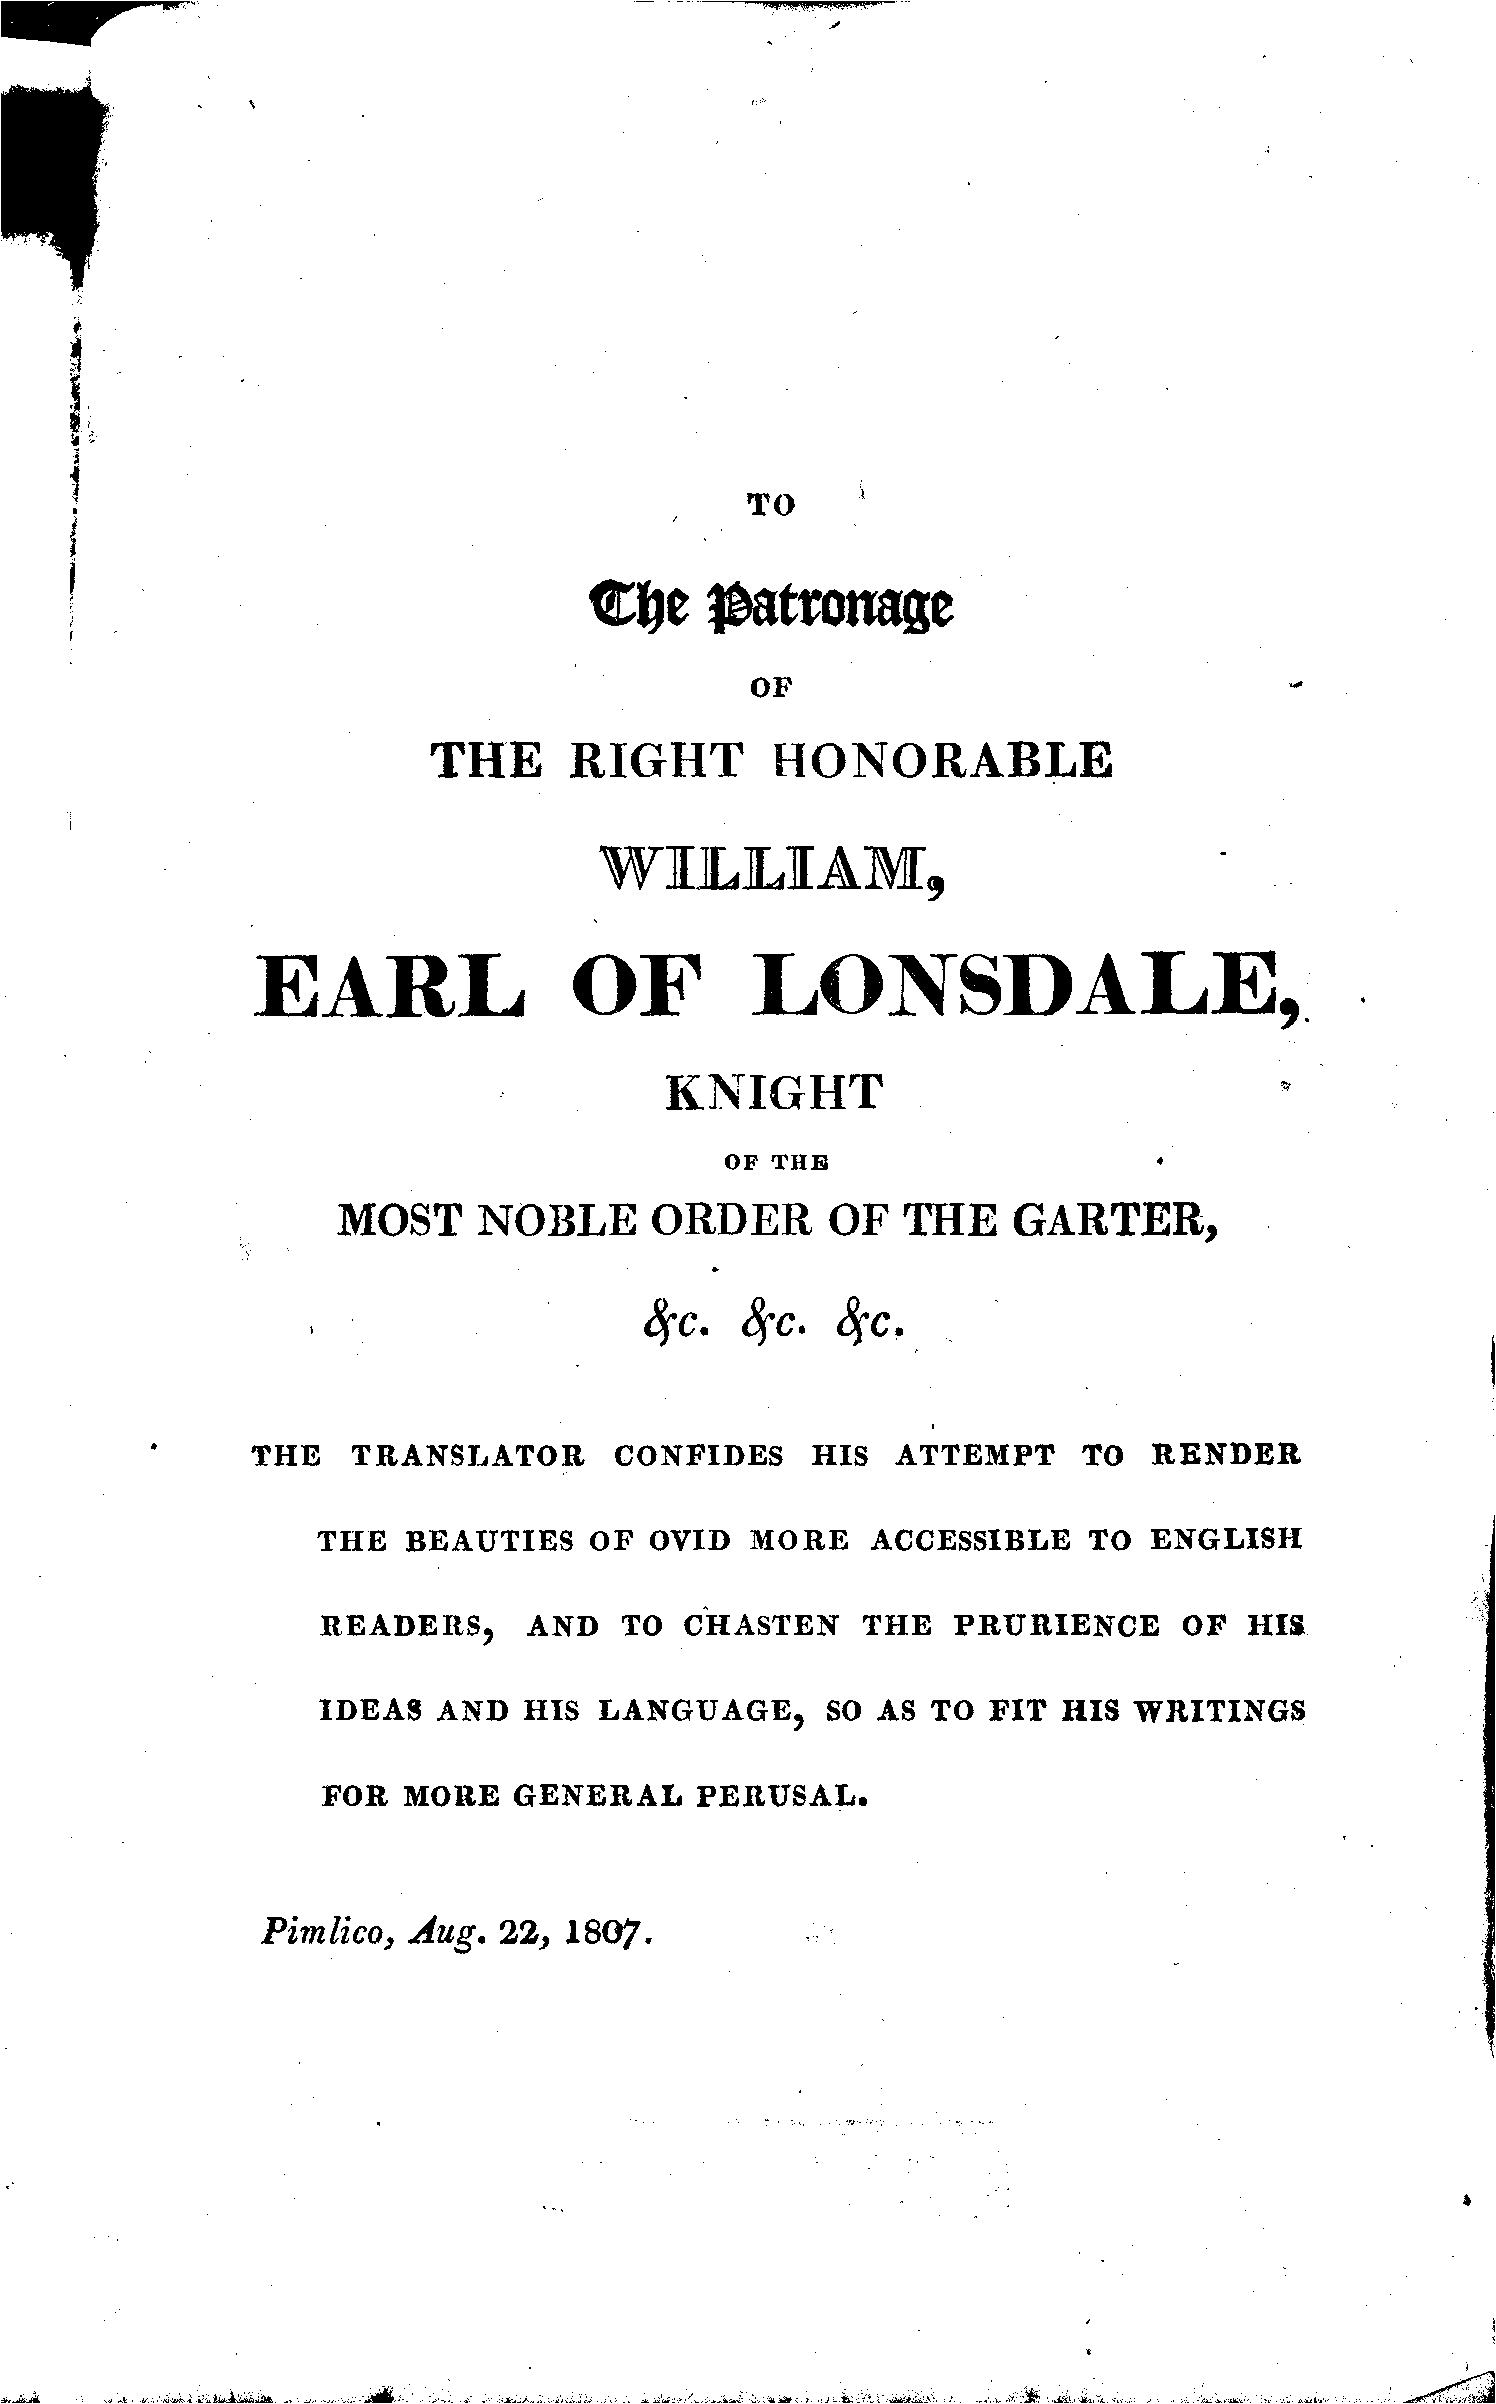 TO
The Patronage
OF
THE RIGHT HONORABLE
WILLIAM,
EARL OF LONSDALE,
KNIGHT
OF THE
MOST NOBLE ORDER OF THE GARTER,
&c. &c. &c.
THE TRANSLATOR CONFIDES HIS ATTEMPT TO RENDER
THE BEAUTIES OF OVID MORE ACCESSIBLE TO ENGLISH
READERS, AND TO CHASTEN THE PRURIENCE OF HIS
IDEAS AND HIS LANGUAGE, SO AS TO FIT HIS WRITINGS
FOR MORE GENERAL PERUSAL.
Pimlico, Aug. 22, 1807.